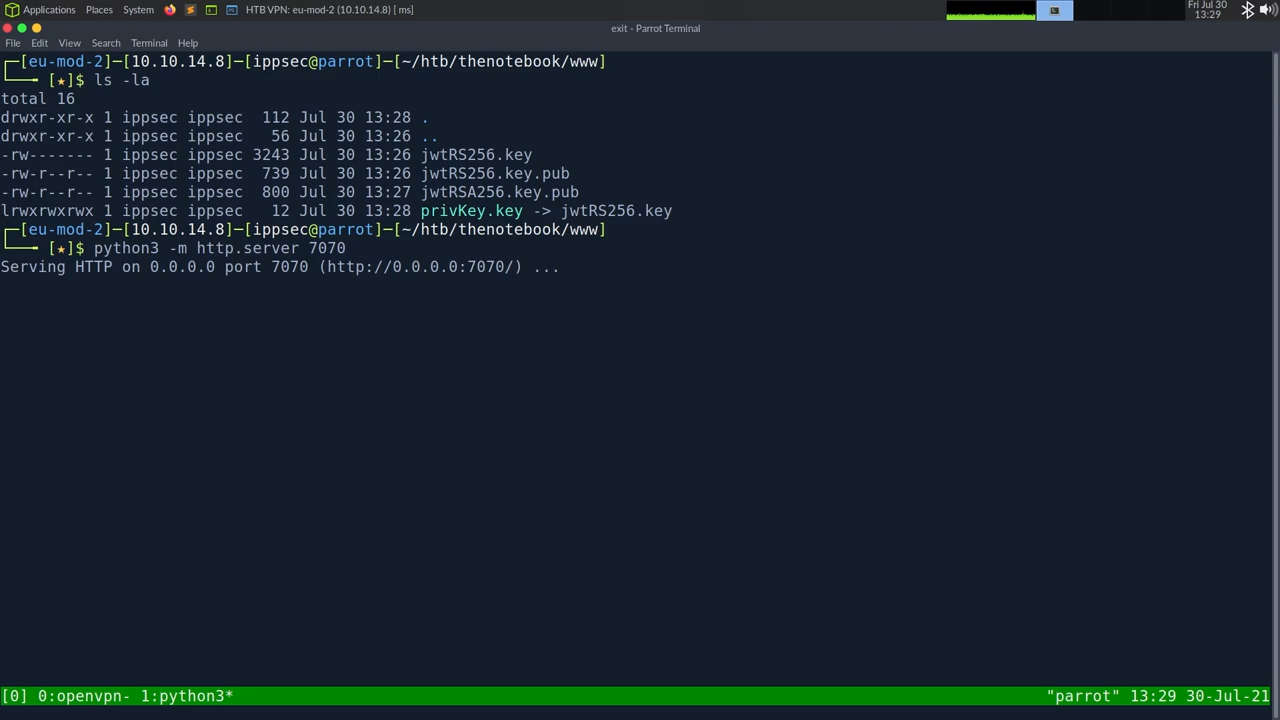 Applications Places System HTB VPN: eu-mod-2 (10.10.14.8) [ ms] Fri Jul 30
13:29
exit - Parrot Terminal
File Edit View Search Terminal Help
┌─[eu-mod-2]─[10.10.14.8]─[ippsec@parrot]─[~/htb/thenotebook/www]
└──╼ [★]$ ls -la
total 16
drwxr-xr-x 1 ippsec ippsec  112 Jul 30 13:28 .
drwxr-xr-x 1 ippsec ippsec   56 Jul 30 13:26 ..
-rw------- 1 ippsec ippsec 3243 Jul 30 13:26 jwtRS256.key
-rw-r--r-- 1 ippsec ippsec  739 Jul 30 13:26 jwtRS256.key.pub
-rw-r--r-- 1 ippsec ippsec  800 Jul 30 13:27 jwtRSA256.key.pub
lrwxrwxrwx 1 ippsec ippsec   12 Jul 30 13:28 privKey.key -> jwtRS256.key
┌─[eu-mod-2]─[10.10.14.8]─[ippsec@parrot]─[~/htb/thenotebook/www]
└──╼ [★]$ python3 -m http.server 7070
Serving HTTP on 0.0.0.0 port 7070 (http://0.0.0.0:7070/) ...
[0] 0:openvpn- 1:python3* "parrot" 13:29 30-Jul-21